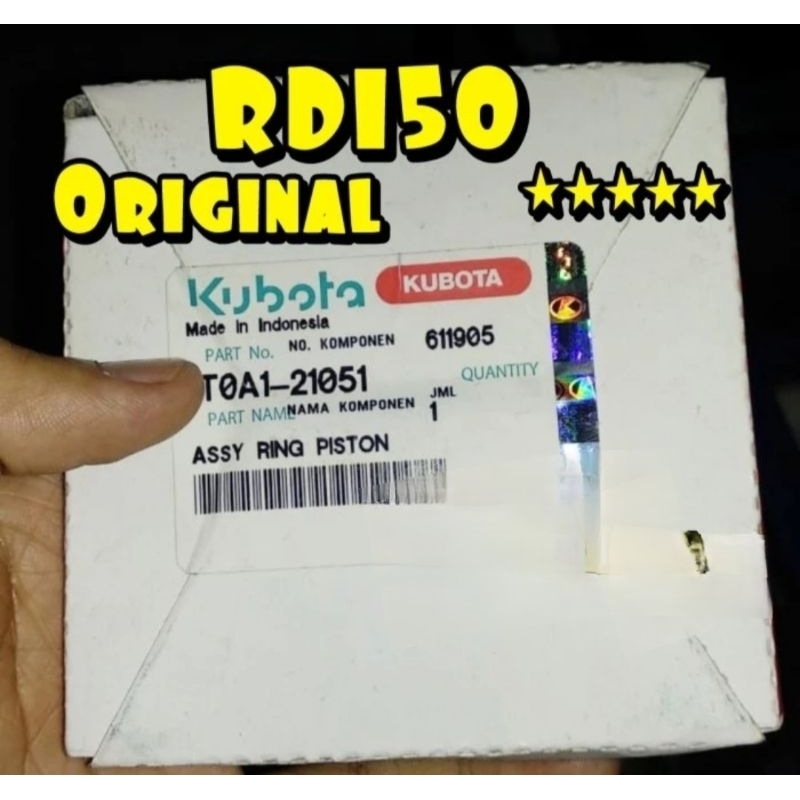 RDI50
ORIGINAL
Kubota KUBOTA
Made in Indonesia
PART No. NO. KOMPONEN 611905
T0A1-21051 QUANTITY
PART NAME NAMA KOMPONEN JML
1
ASSY RING PISTON